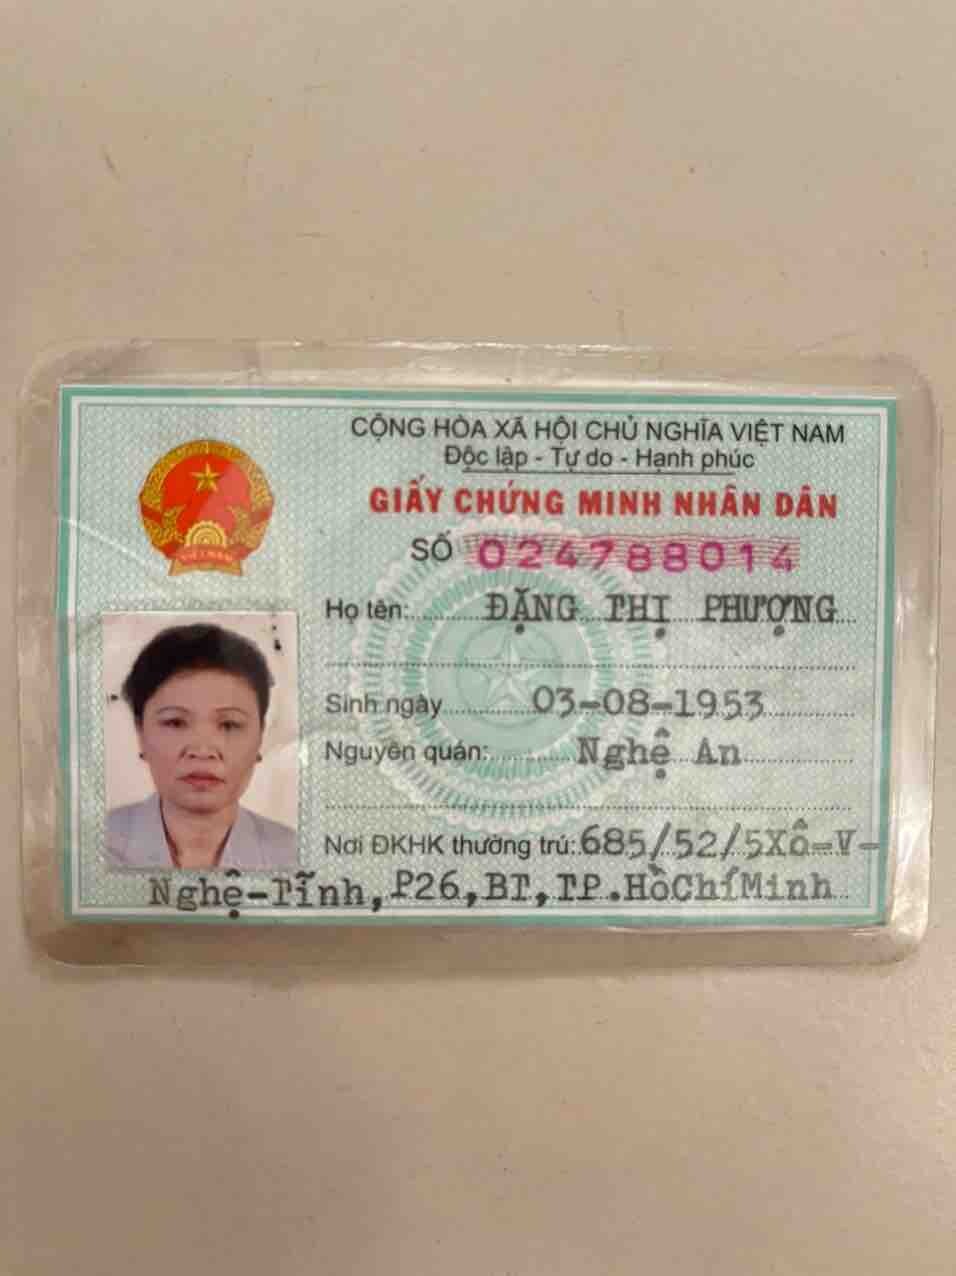 CỘNG HÒA XÃ HỘI CHỦ NGHĨA VIỆT NAM
Độc lập - Tự do - Hạnh phúc
GIẤY CHỨNG MINH NHÂN DÂN
SỐ 024788014
VIỆT NAM
Họ tên: ĐẶNG THỊ PHƯỢNG
Sinh ngày 03-08-1953
Nguyên quán: Nghệ An
Nơi ĐKHK thường trú: 685/52/5Xô-V-
Nghệ-Tĩnh, P26,BT,TP.HồChíMinh